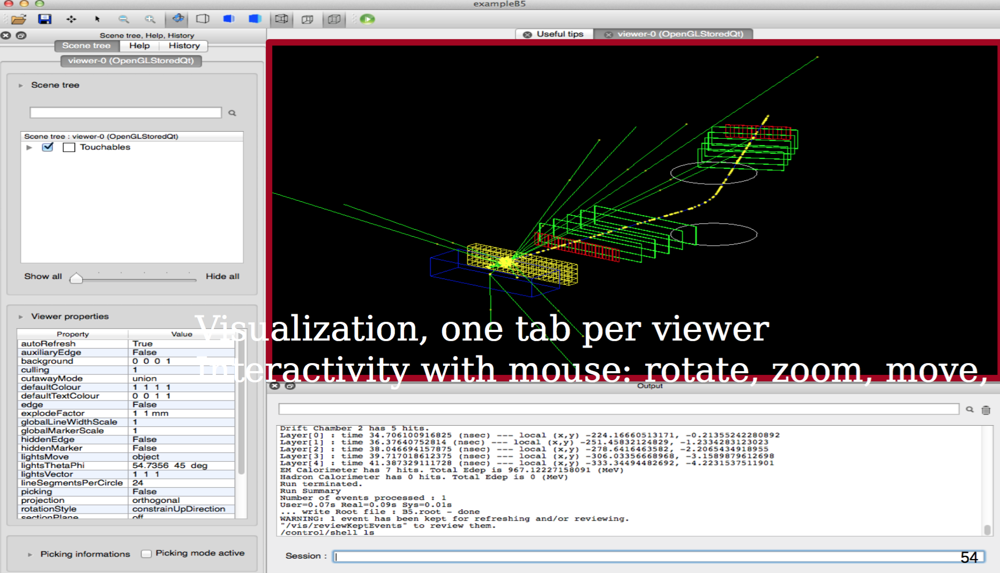 exampleB5
Scene tree, Help, History
Useful tips
viewer-0 (OpenGLStoredQt)
Scene tree
Help
History
viewer-0 (OpenGLStoredQt)
Scene tree
Scene tree : viewer-0 (OpenGLStoredQt)
Touchables
Show all
Hide all
Viewer properties
Property Value
autoRefresh True
auxiliaryEdge False
background 0 0 0 1
culling 1
cutawayMode union
defaultColour 1 1 1 1
defaultTextColour 0 0 1 1
edge False
explodeFactor 1 1 mm
globalLineWidthScale 1
globalMarkerScale 1
hiddenEdge False
hiddenMarker False
lightsMove object
lightsThetaPhi 54.7356 45 deg
lightsVector 1 1 1
lineSegmentsPerCircle 24
picking False
projection orthogonal
rotationStyle constrainUpDirection
sectionPlane off
Picking informations
Picking mode active
Visualization, one tab per viewer
Interactivity with mouse: rotate, zoom, move,
Output
Drift Chamber 2 has 5 hits.
Layer[0] : time 34.706100916825 (nsec) --- local (x,y) -224.16660513171, -0.21355242280892
Layer[1] : time 36.37640752814 (nsec) --- local (x,y) -251.45832124829, -1.2334283123023
Layer[2] : time 38.046694157875 (nsec) --- local (x,y) -278.6416463582, -2.2065434918955
Layer[3] : time 39.717018612375 (nsec) --- local (x,y) -306.03356668968, -3.1589879612698
Layer[4] : time 41.387329111728 (nsec) --- local (x,y) -333.34494482692, -4.2231537511901
EM Calorimeter has 7 hits. Total Edep is 967.12227158091 (MeV)
Hadron Calorimeter has 0 hits. Total Edep is 0 (MeV)
Run terminated.
Run Summary
Number of events processed : 1
User=0.07s Real=0.09s Sys=0.01s
... write Root file : B5.root - done
WARNING: 1 event has been kept for refreshing and/or reviewing.
"/vis/reviewKeptEvents" to review them.
/control/shell ls
Session :
54